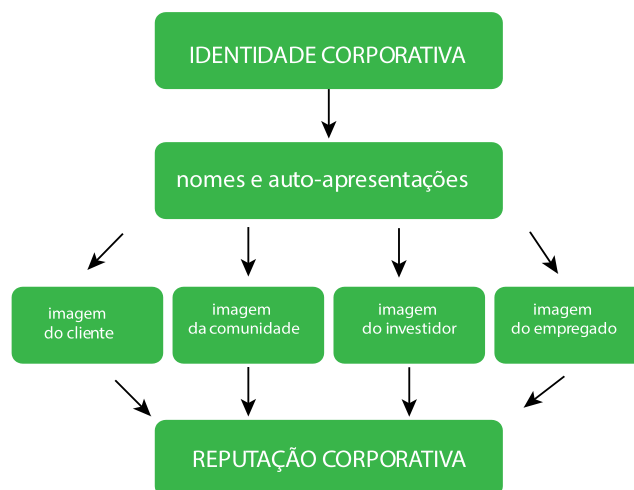 IDENTIDADE CORPORATIVA
nomes e auto-apresentações
imagem
do cliente
imagem
da comunidade
imagem
do investidor
imagem
do empregado
REPUTAÇÃO CORPORATIVA